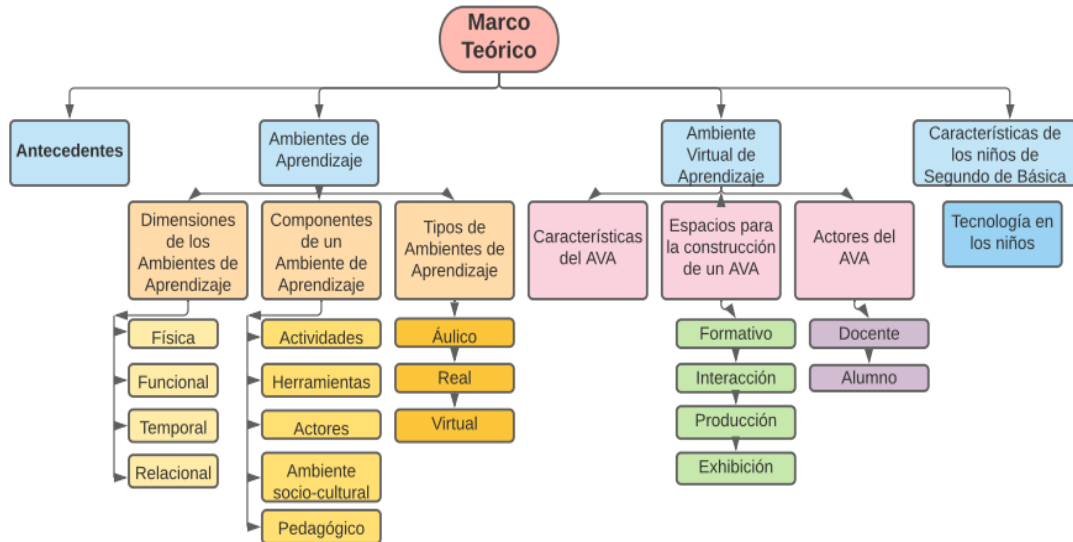 Marco
Teórico
Antecedentes
Ambientes de
Aprendizaje
Ambiente
Virtual de
Aprendizaje
Características de
los niños de
Segundo de Básica
Dimensiones
de los
Ambientes de
Aprendizaje
Componentes
de un
Ambiente de
Aprendizaje
Tipos de
Ambientes de
Aprendizaje
Características
del AVA
Espacios para
la construcción
de un AVA
Actores del
AVA
Tecnología en
los niños
Física
Funcional
Temporal
Relacional
Actividades
Herramientas
Actores
Ambiente
socio-cultural
Pedagógico
Áulico
Real
Virtual
Formativo
Interacción
Producción
Exhibición
Docente
Alumno